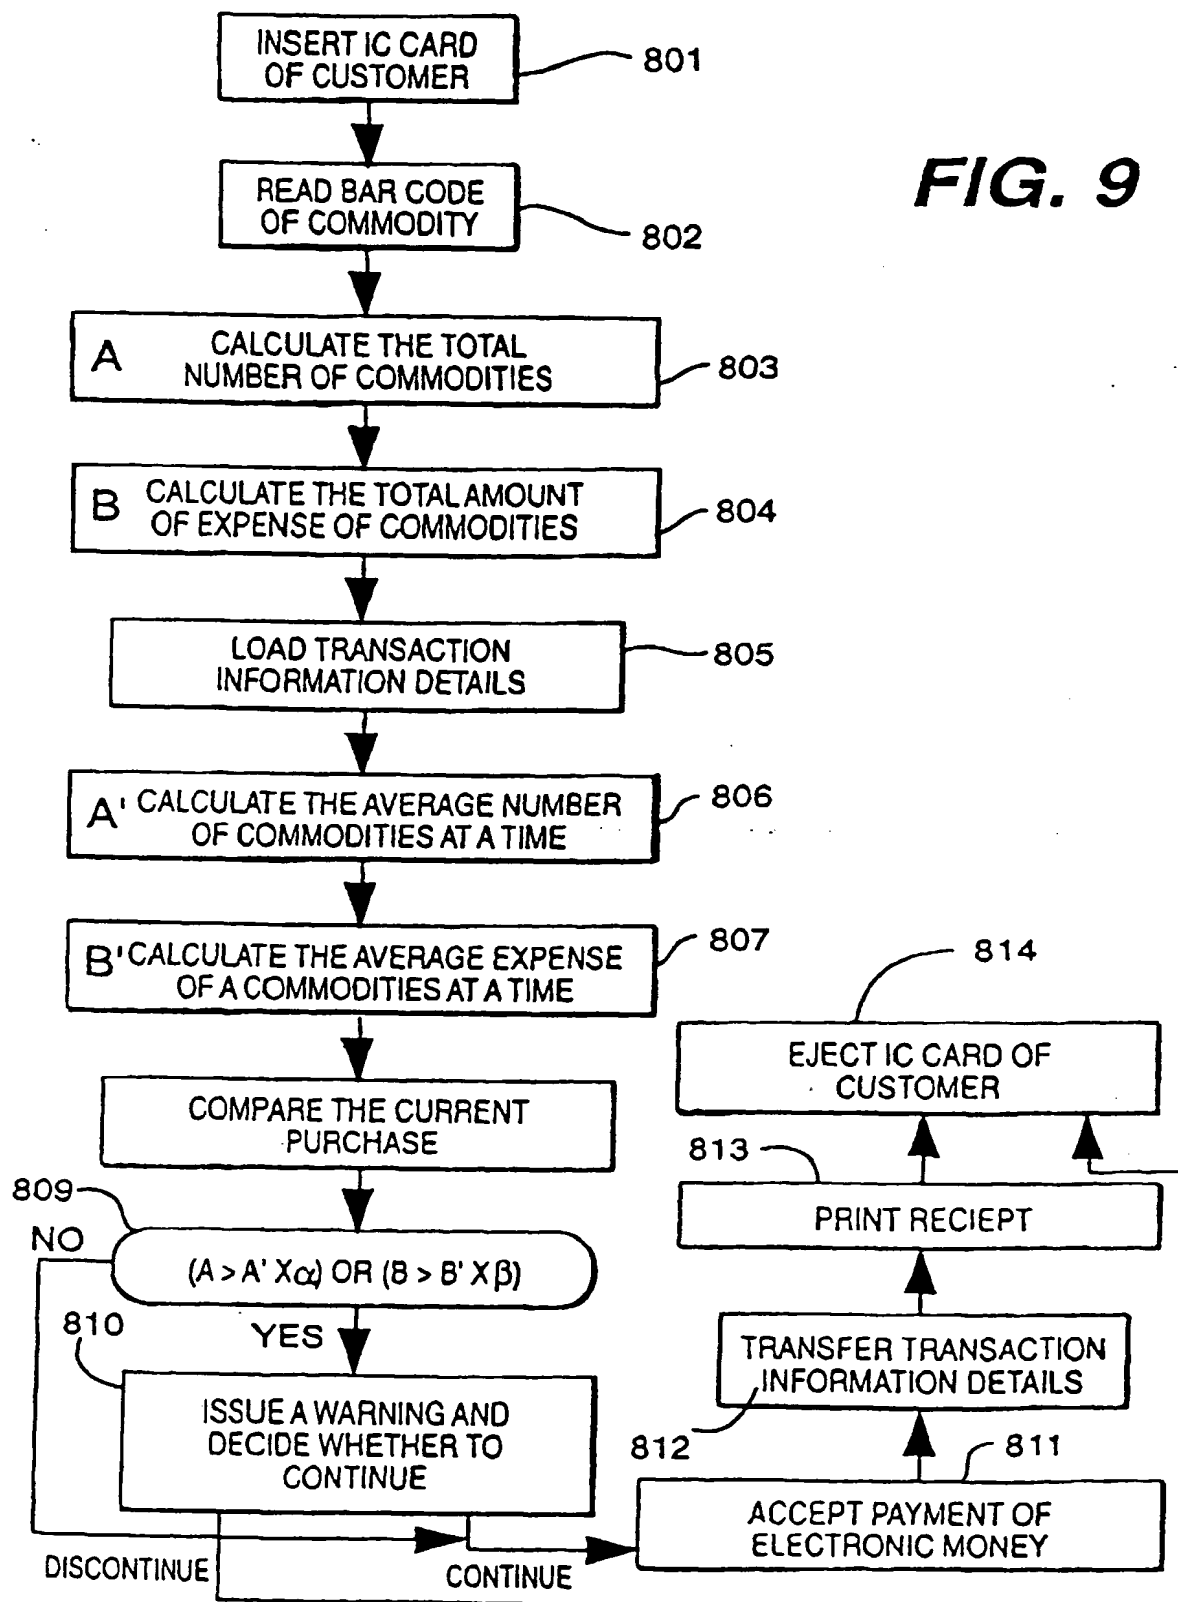 INSERT IC CARD
OF CUSTOMER
801
FIG. 9
READ BAR CODE
OF COMMODITY
802
A CALCULATE THE TOTAL
NUMBER OF COMMODITIES
803
B CALCULATE THE TOTAL AMOUNT
OF EXPENSE OF COMMODITIES
804
LOAD TRANSACTION
INFORMATION DETAILS
805
A' CALCULATE THE AVERAGE NUMBER
OF COMMODITIES AT A TIME
806
B' CALCULATE THE AVERAGE EXPENSE
OF A COMMODITIES AT A TIME
807
COMPARE THE CURRENT
PURCHASE
809
NO
(A > A' X α) OR (B > B' X β)
YES
810
ISSUE A WARNING AND
DECIDE WHETHER TO
CONTINUE
DISCONTINUE
CONTINUE
814
EJECT IC CARD OF
CUSTOMER
813
PRINT RECIEPT
TRANSFER TRANSACTION
INFORMATION DETAILS
812
811
ACCEPT PAYMENT OF
ELECTRONIC MONEY